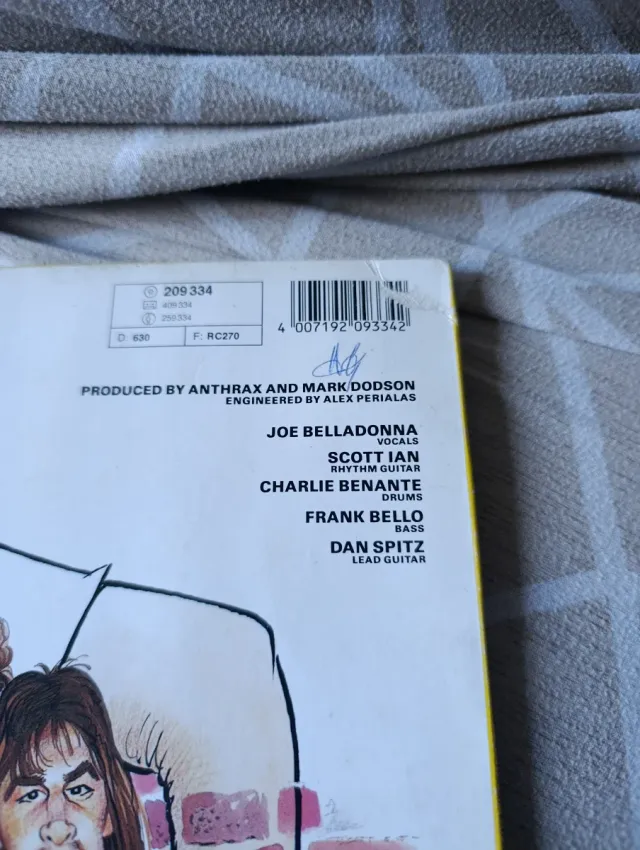 209 334
409 334
259 334
D: 630 F: RC270
4 007192 093342
PRODUCED BY ANTHRAX AND MARK DODSON
ENGINEERED BY ALEX PERIALAS
JOE BELLADONNA
VOCALS
SCOTT IAN
RHYTHM GUITAR
CHARLIE BENANTE
DRUMS
FRANK BELLO
BASS
DAN SPITZ
LEAD GUITAR